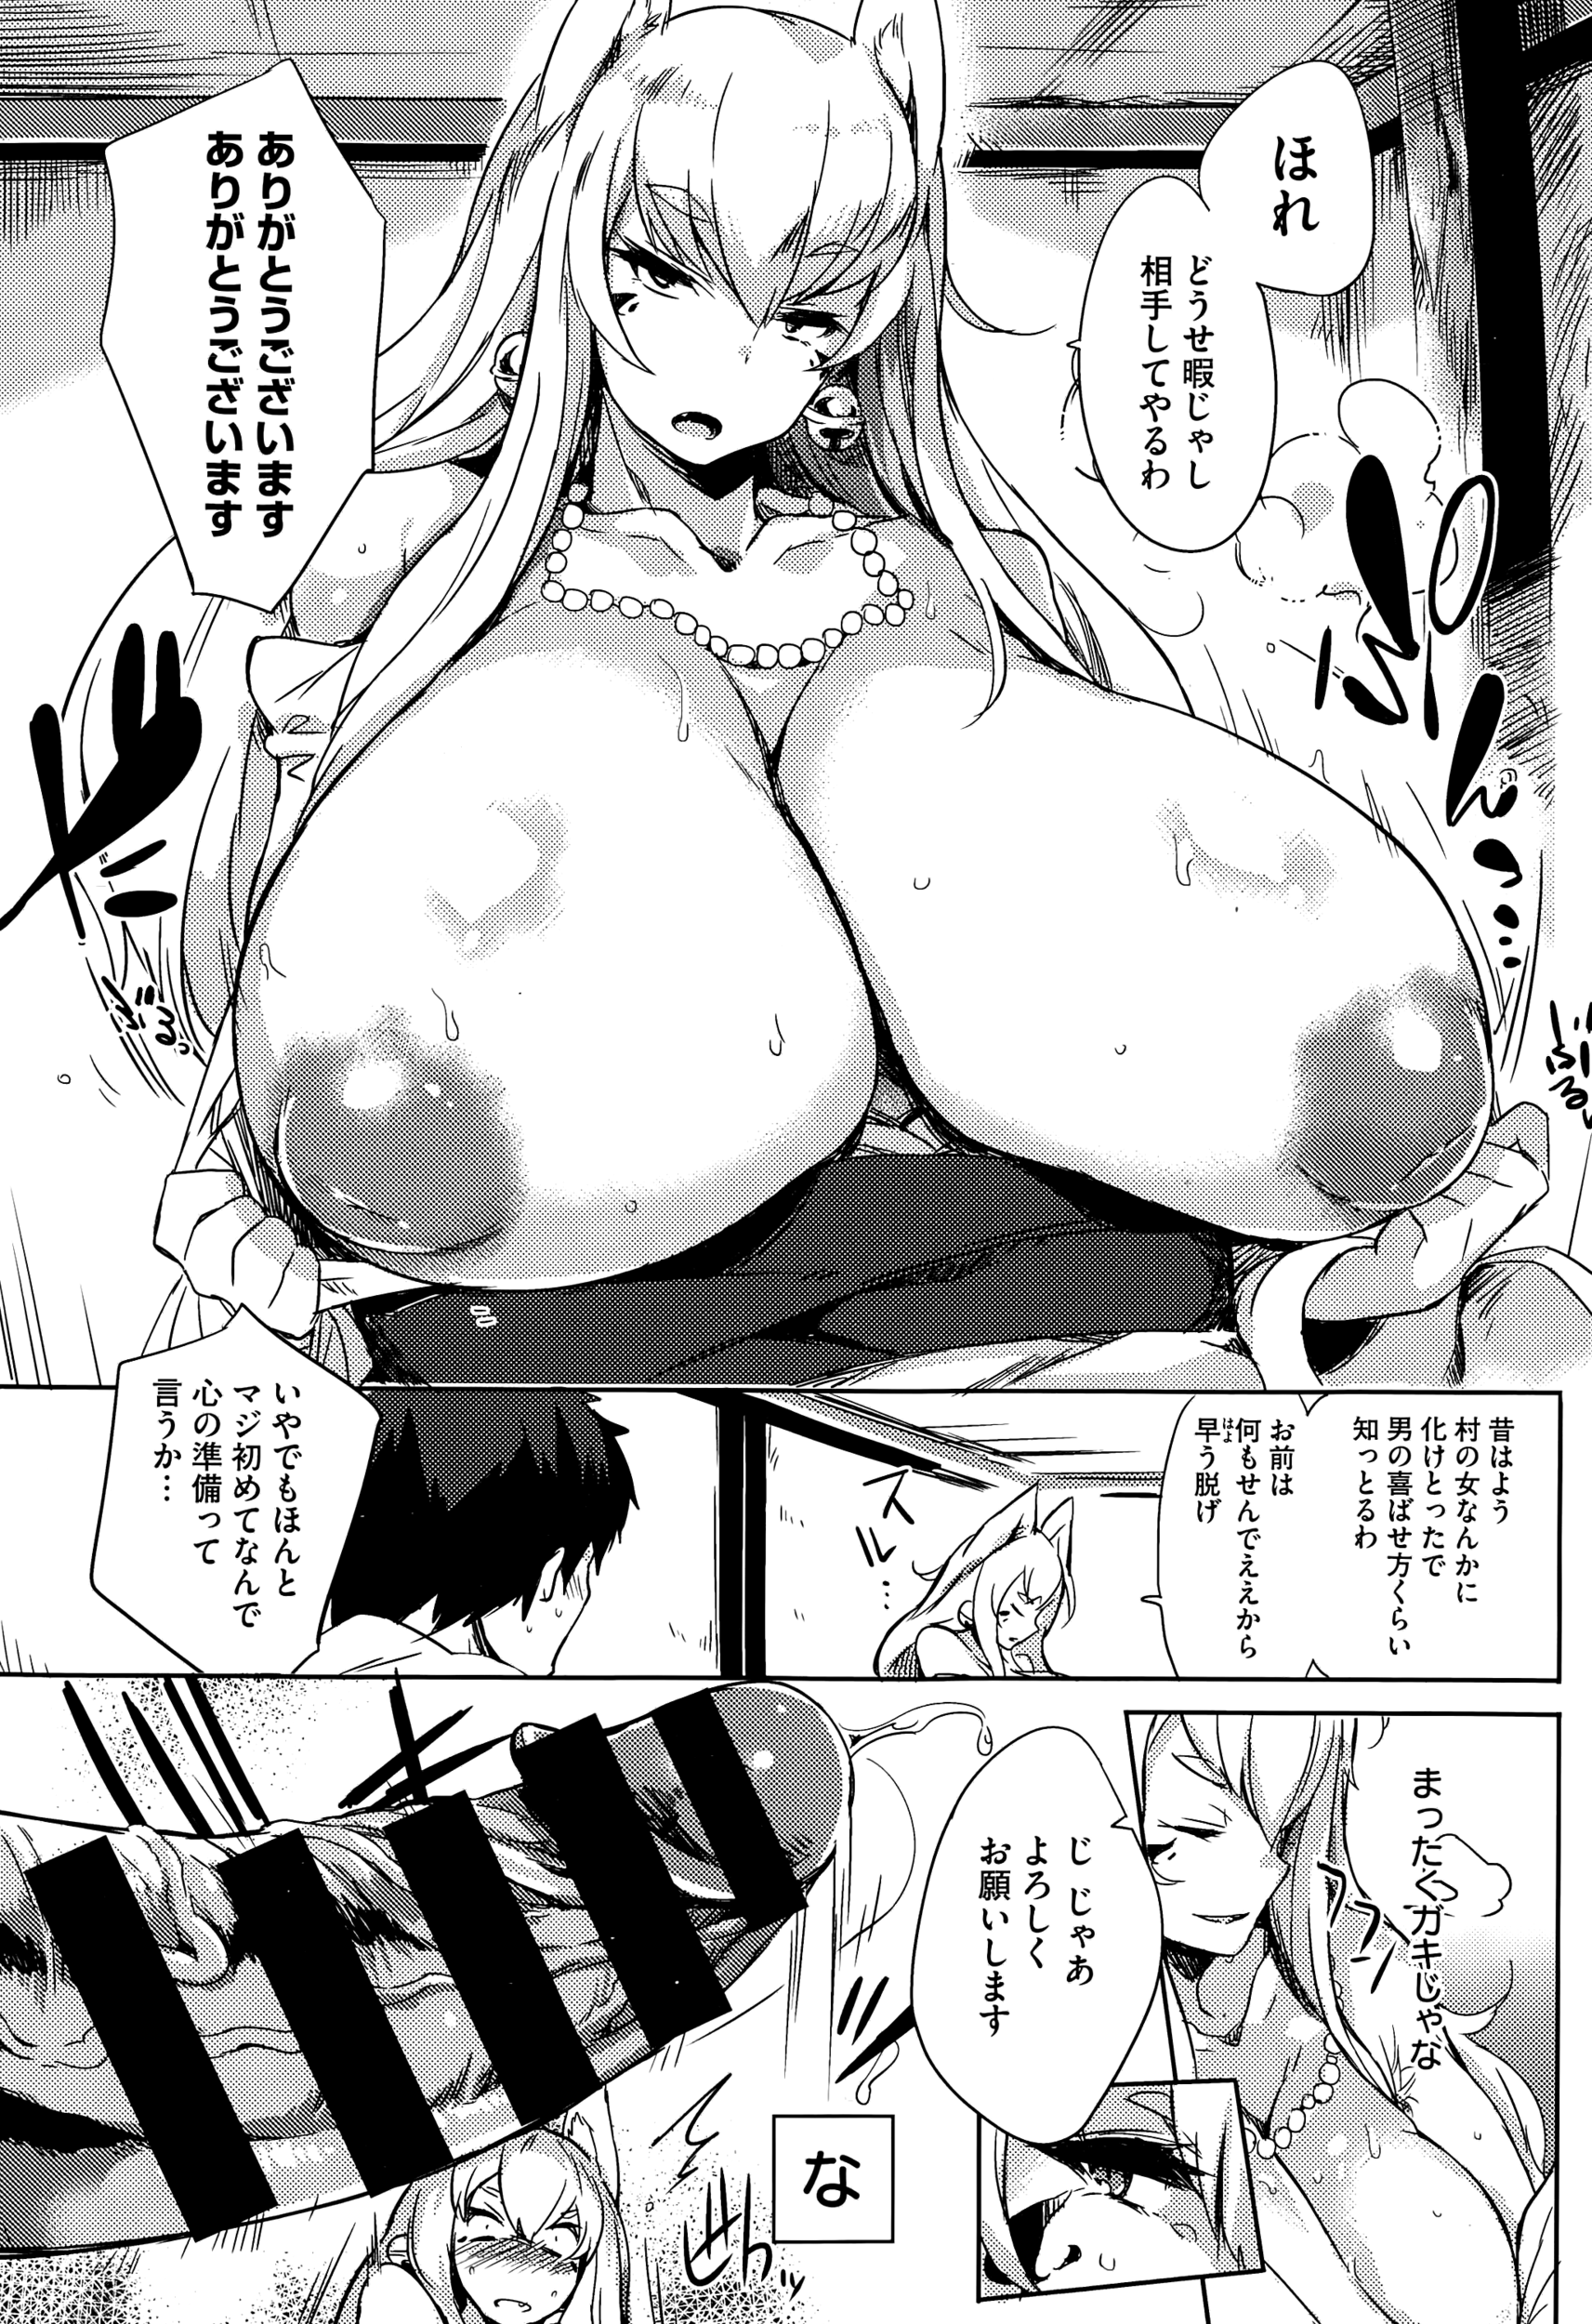 ほれ
どうせ暇じゃし
相手してやるわ
ありがとうございます
ありがとうございます
ぷるん
ぶるっ
ぶるっ
昔はよう
村の女なんかに
化けとったで
男の喜ばせ方くらい
知っとるわ
お前は
何もせんでええから
早う脱げ
はよ
スル…
いやでもほんと
マジ初めてなんで
心の準備って
言うか…
まったくガキじゃな
クスッ
じ じゃあ
よろしく
お願いします
な